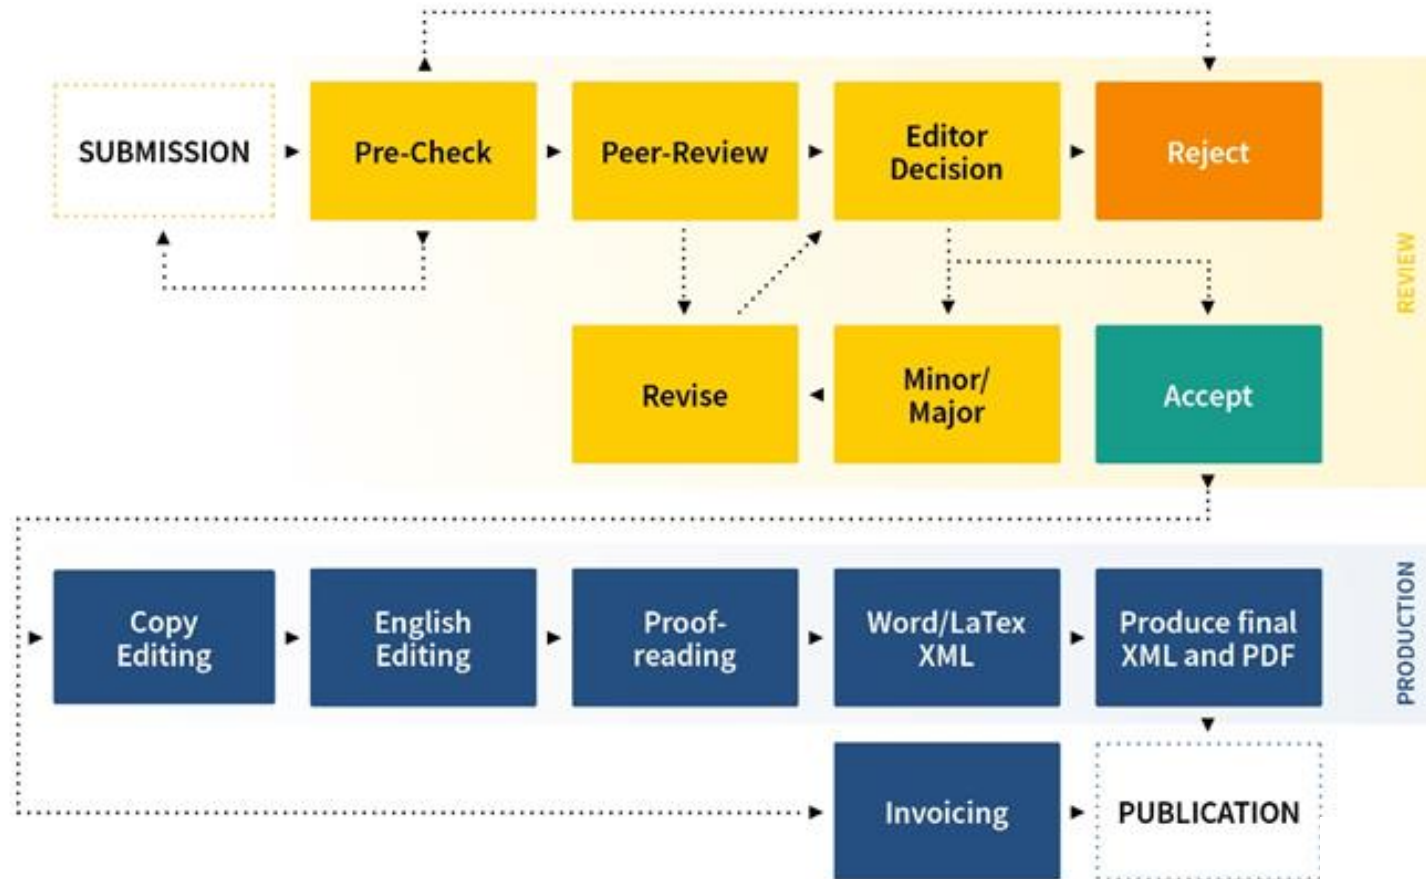 SUBMISSION
Pre-Check
Peer-Review
Editor
Decision
Reject
REVIEW
Revise
Minor/
Major
Accept
Copy
Editing
English
Editing
Proof-
reading
Word/LaTex
XML
Produce final
XML and PDF
PRODUCTION
Invoicing
PUBLICATION